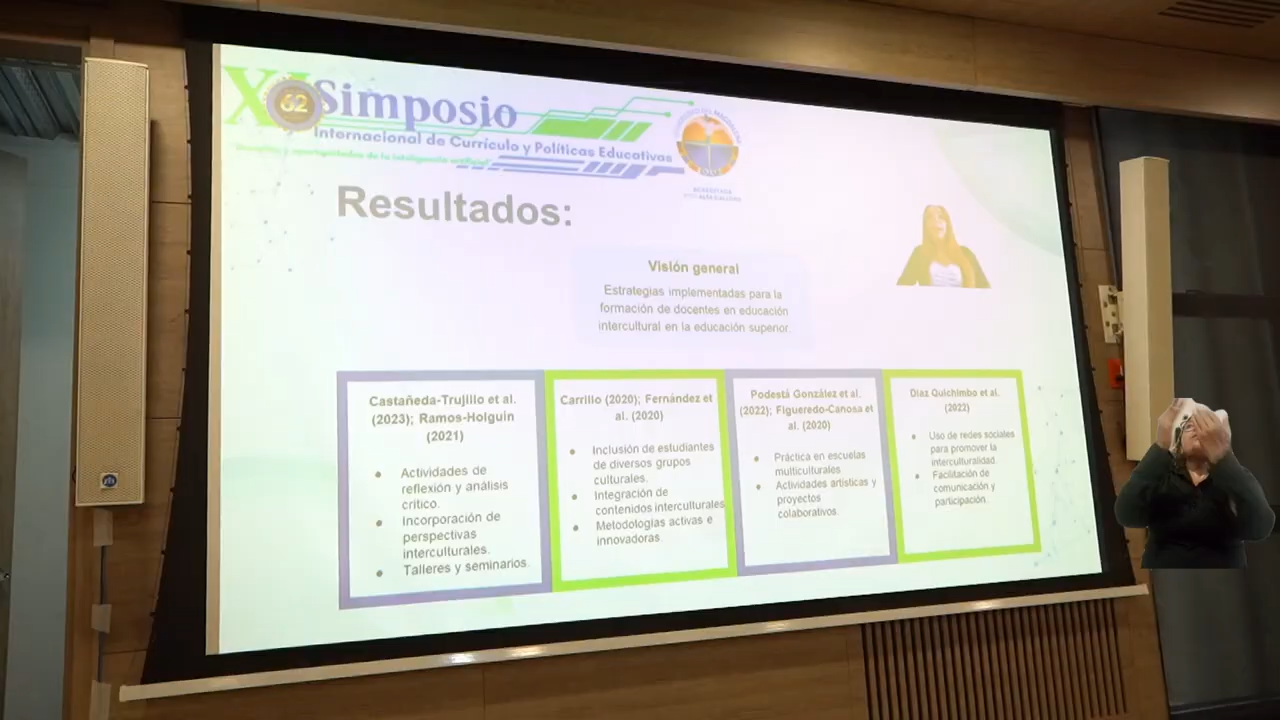 62
Simposio
Internacional de Currículo y Políticas Educativas
Resultados:
Visión general
Estrategias implementadas para la
formación de docentes en educación
intercultural en la educación superior.
Castañeda-Trujillo et al.
(2023); Ramos-Holguín
(2021)
• Actividades de
reflexión y análisis
crítico.
• Incorporación de
perspectivas
interculturales.
• Talleres y seminarios.
Carrillo (2020); Fernández et
al. (2020)
• Inclusión de estudiantes
de diversos grupos
culturales.
• Integración de
contenidos interculturales
• Metodologías activas e
innovadoras.
Podestá González et al.
(2022); Figueredo-Canosa et
al. (2020)
• Práctica en escuelas
multiculturales
• Actividades artísticas y
proyectos
colaborativos.
Díaz Quichimbo et al.
(2022)
• Uso de redes sociales
para promover la
interculturalidad.
• Facilitación de
comunicación y
participación.